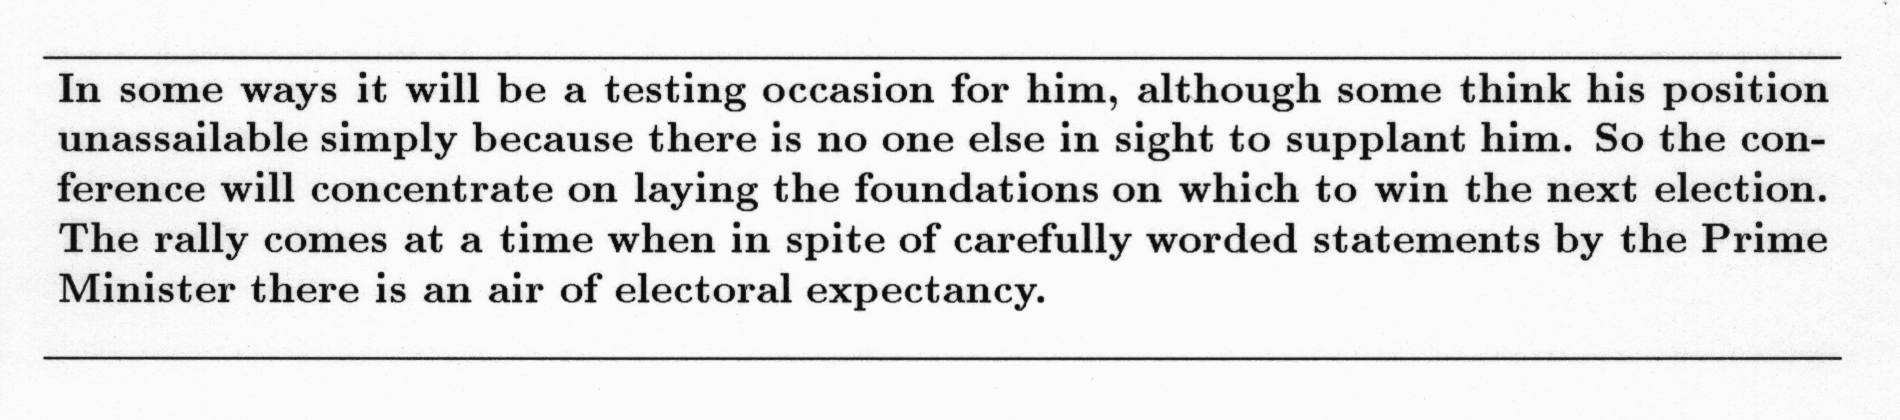 In some ways it will be a testing occasion for him, although some think his position
unassailable simply because there is no one else in sight to supplant him. So the con-
ference will concentrate on laying the foundations on which to win the next election.
The rally comes at a time when in spite of carefully worded statements by the Prime
Minister there is an air of electoral expectancy.